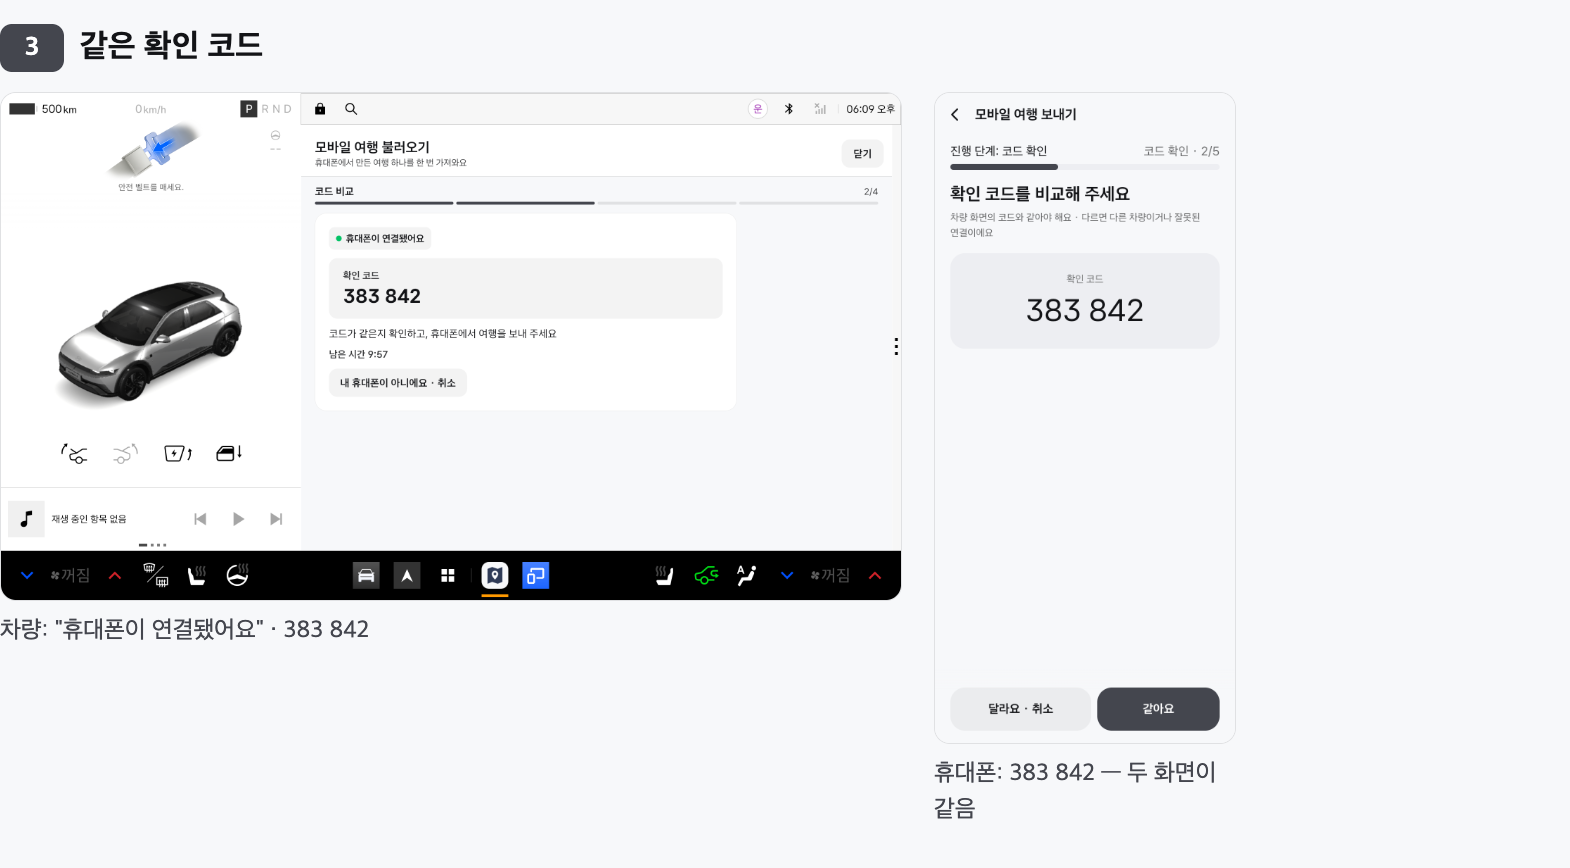 3 같은 확인 코드
500km
0km/h
P R N D
안전 벨트를 매세요.
--
재생 중인 항목 없음
운
06:09 오후
모바일 여행 불러오기
휴대폰에서 만든 여행 하나를 한 번 가져와요
닫기
코드 비교
2/4
휴대폰이 연결됐어요
확인 코드
383 842
코드가 같은지 확인하고, 휴대폰에서 여행을 보내 주세요
남은 시간 9:57
내 휴대폰이 아니에요 · 취소
꺼짐
A
꺼짐
차량: "휴대폰이 연결됐어요" · 383 842
모바일 여행 보내기
진행 단계: 코드 확인
코드 확인 · 2/5
확인 코드를 비교해 주세요
차량 화면의 코드와 같아야 해요 · 다르면 다른 차량이거나 잘못된
연결이에요
확인 코드
383 842
달라요 · 취소
같아요
휴대폰: 383 842 — 두 화면이
같음